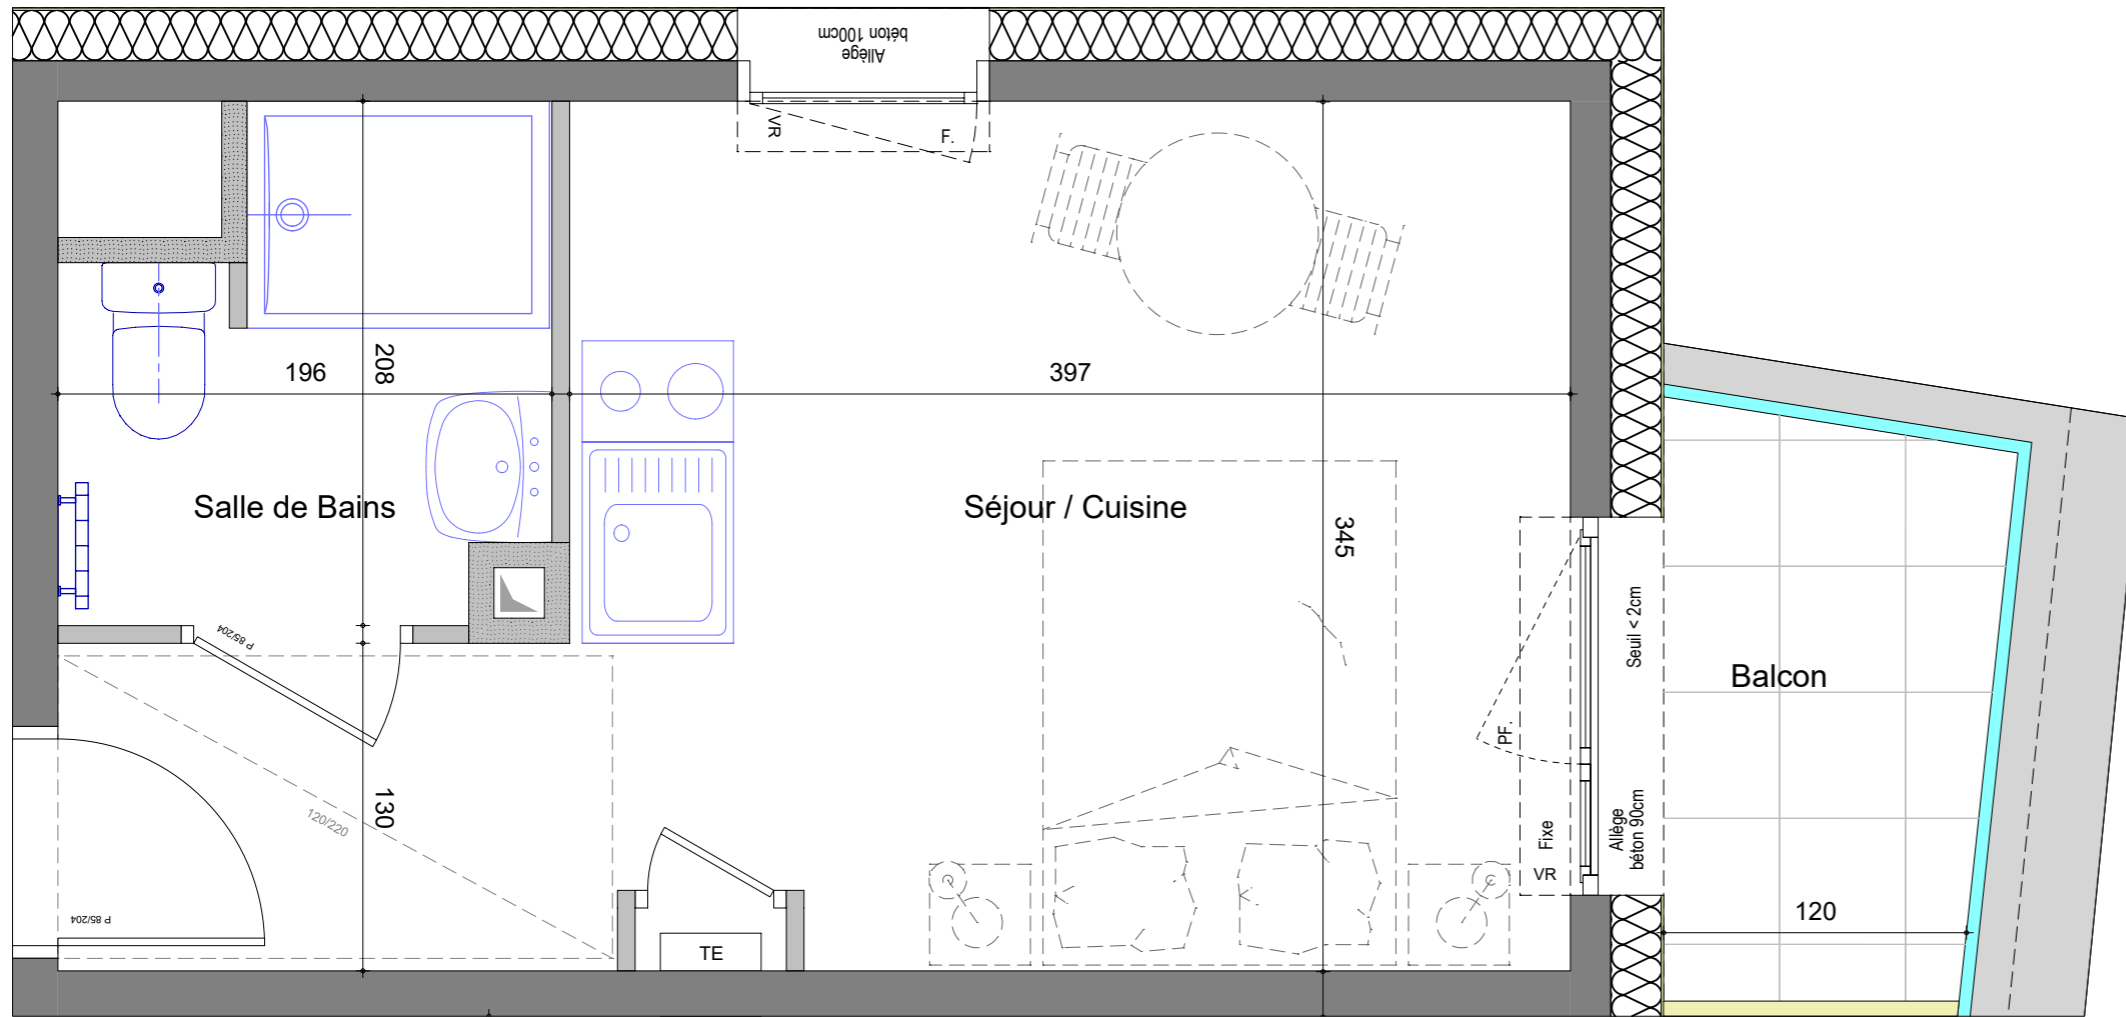 Allège
béton 100cm
VR
F.
196
208
397
Salle de Bains
Séjour / Cuisine
345
P 85/204
Seuil < 2cm
Balcon
PF.
130
120/220
Fixe
Allège
béton 90cm
VR
P 85/204
TE
120